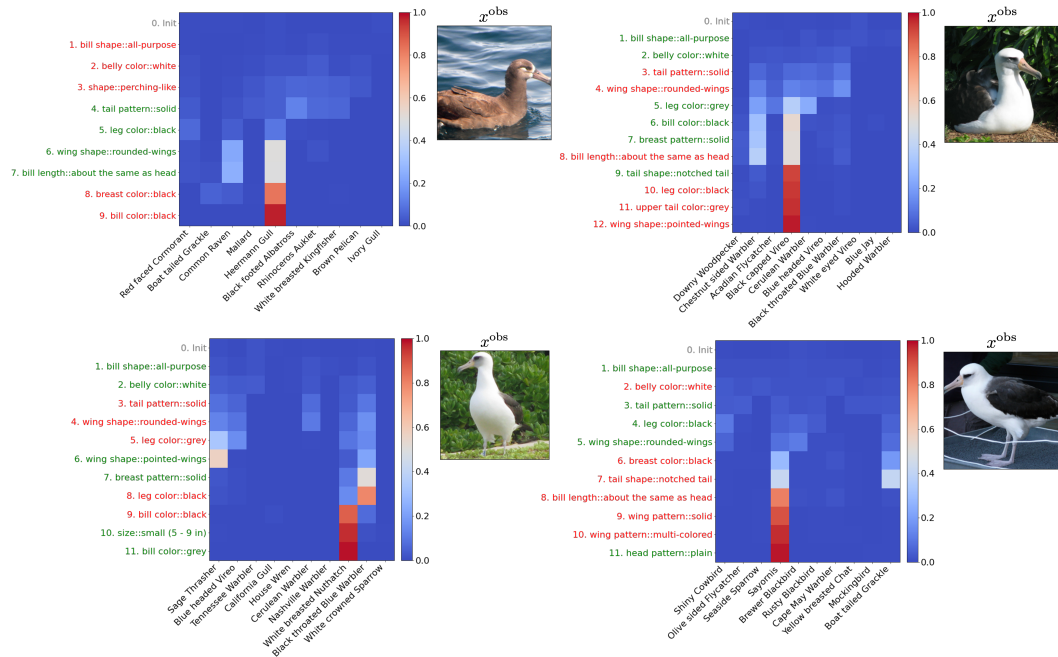 x^obs
0. Init
1. bill shape::all-purpose
2. belly color::white
3. shape::perching-like
4. tail pattern::solid
5. leg color::black
6. wing shape::rounded-wings
7. bill length::about the same as head
8. breast color::black
9. bill color::black
1.0
0.8
0.6
0.4
0.2
0.0
Red faced Cormorant
Boat tailed Grackle
Common Raven
Mallard
Heermann Gull
Black footed Albatross
Rhinoceros Auklet
White breasted Kingfisher
Brown Pelican
Ivory Gull
x^obs
0. Init
1. bill shape::all-purpose
2. belly color::white
3. tail pattern::solid
4. wing shape::rounded-wings
5. leg color::grey
6. bill color::black
7. breast pattern::solid
8. bill length::about the same as head
9. tail shape::notched tail
10. leg color::black
11. upper tail color::grey
12. wing shape::pointed-wings
1.0
0.8
0.6
0.4
0.2
0.0
Downy Woodpecker
Chestnut sided Warbler
Acadian Flycatcher
Black capped Vireo
Cerulean Warbler
Blue headed Vireo
Black throated Blue Warbler
White eyed Vireo
Blue Jay
Hooded Warbler
x^obs
0. Init
1. bill shape::all-purpose
2. belly color::white
3. tail pattern::solid
4. wing shape::rounded-wings
5. leg color::grey
6. wing shape::pointed-wings
7. breast pattern::solid
8. leg color::black
9. bill color::black
10. size::small (5 - 9 in)
11. bill color::grey
1.0
0.8
0.6
0.4
0.2
0.0
Sage Thrasher
Blue headed Vireo
Tennessee Warbler
California Gull
House Wren
Cerulean Warbler
Nashville Warbler
White breasted Nuthatch
Black throated Blue Warbler
White crowned Sparrow
x^obs
0. Init
1. bill shape::all-purpose
2. belly color::white
3. tail pattern::solid
4. leg color::black
5. wing shape::rounded-wings
6. breast color::black
7. tail shape::notched tail
8. bill length::about the same as head
9. wing pattern::solid
10. wing pattern::multi-colored
11. head pattern::plain
1.0
0.8
0.6
0.4
0.2
0.0
Shiny Cowbird
Olive sided Flycatcher
Seaside Sparrow
Sayornis
Brewer Blackbird
Rusty Blackbird
Cape May Warbler
Yellow breasted Chat
Mockingbird
Boat tailed Grackle